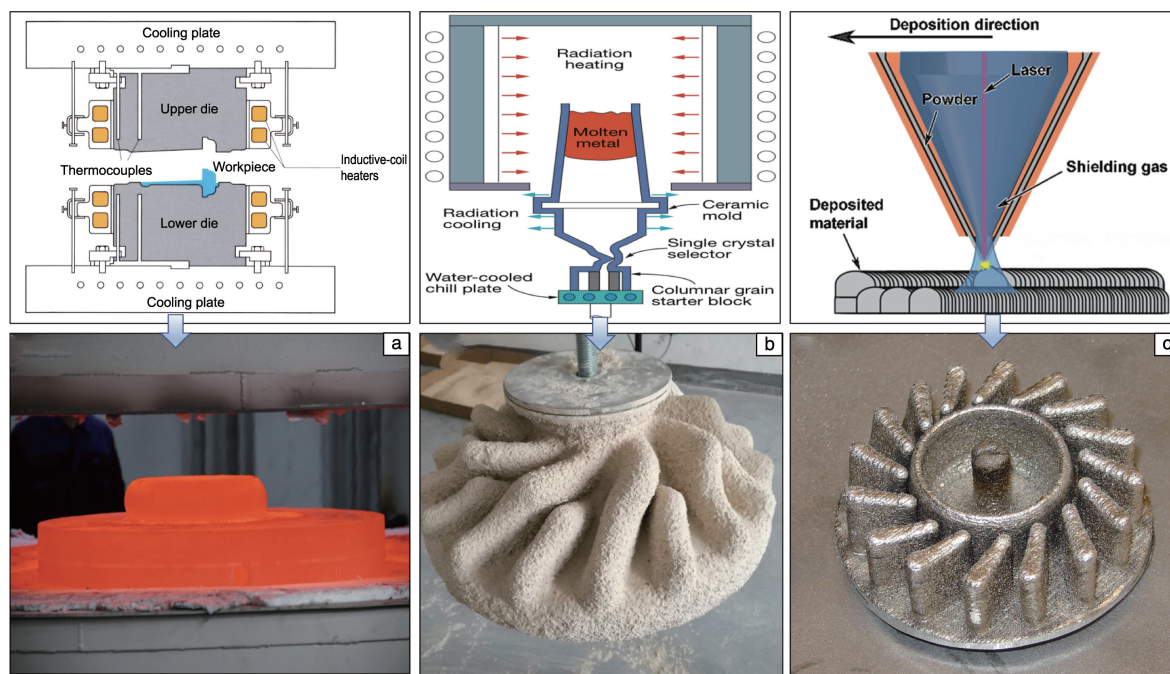 Cooling plate
Upper die
Thermocouples
Workpiece
Inductive-coil
heaters
Lower die
Cooling plate
Radiation
heating
Molten
metal
Radiation
cooling
Ceramic
mold
Single crystal
selector
Water-cooled
chill plate
Columnar grain
starter block
Deposition direction
Laser
Powder
Shielding gas
Deposited
material
a
b
c